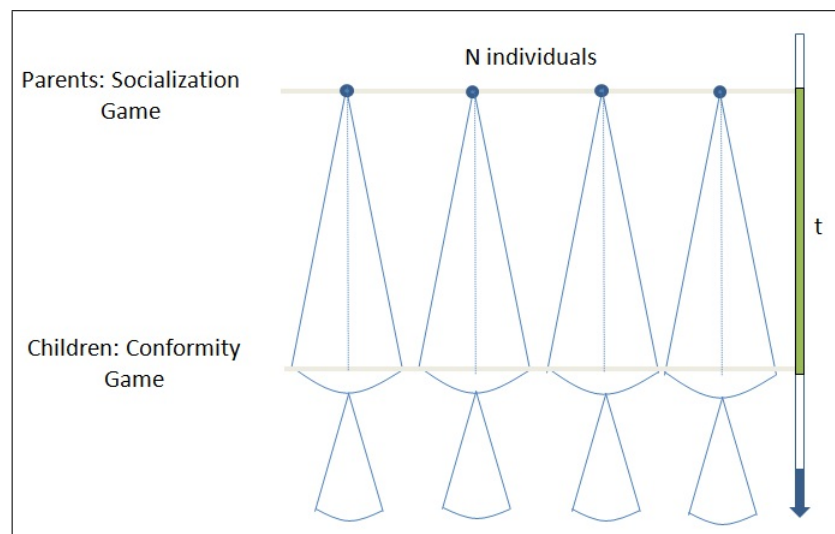 N individuals
Parents: Socialization
Game
t
Children: Conformity
Game